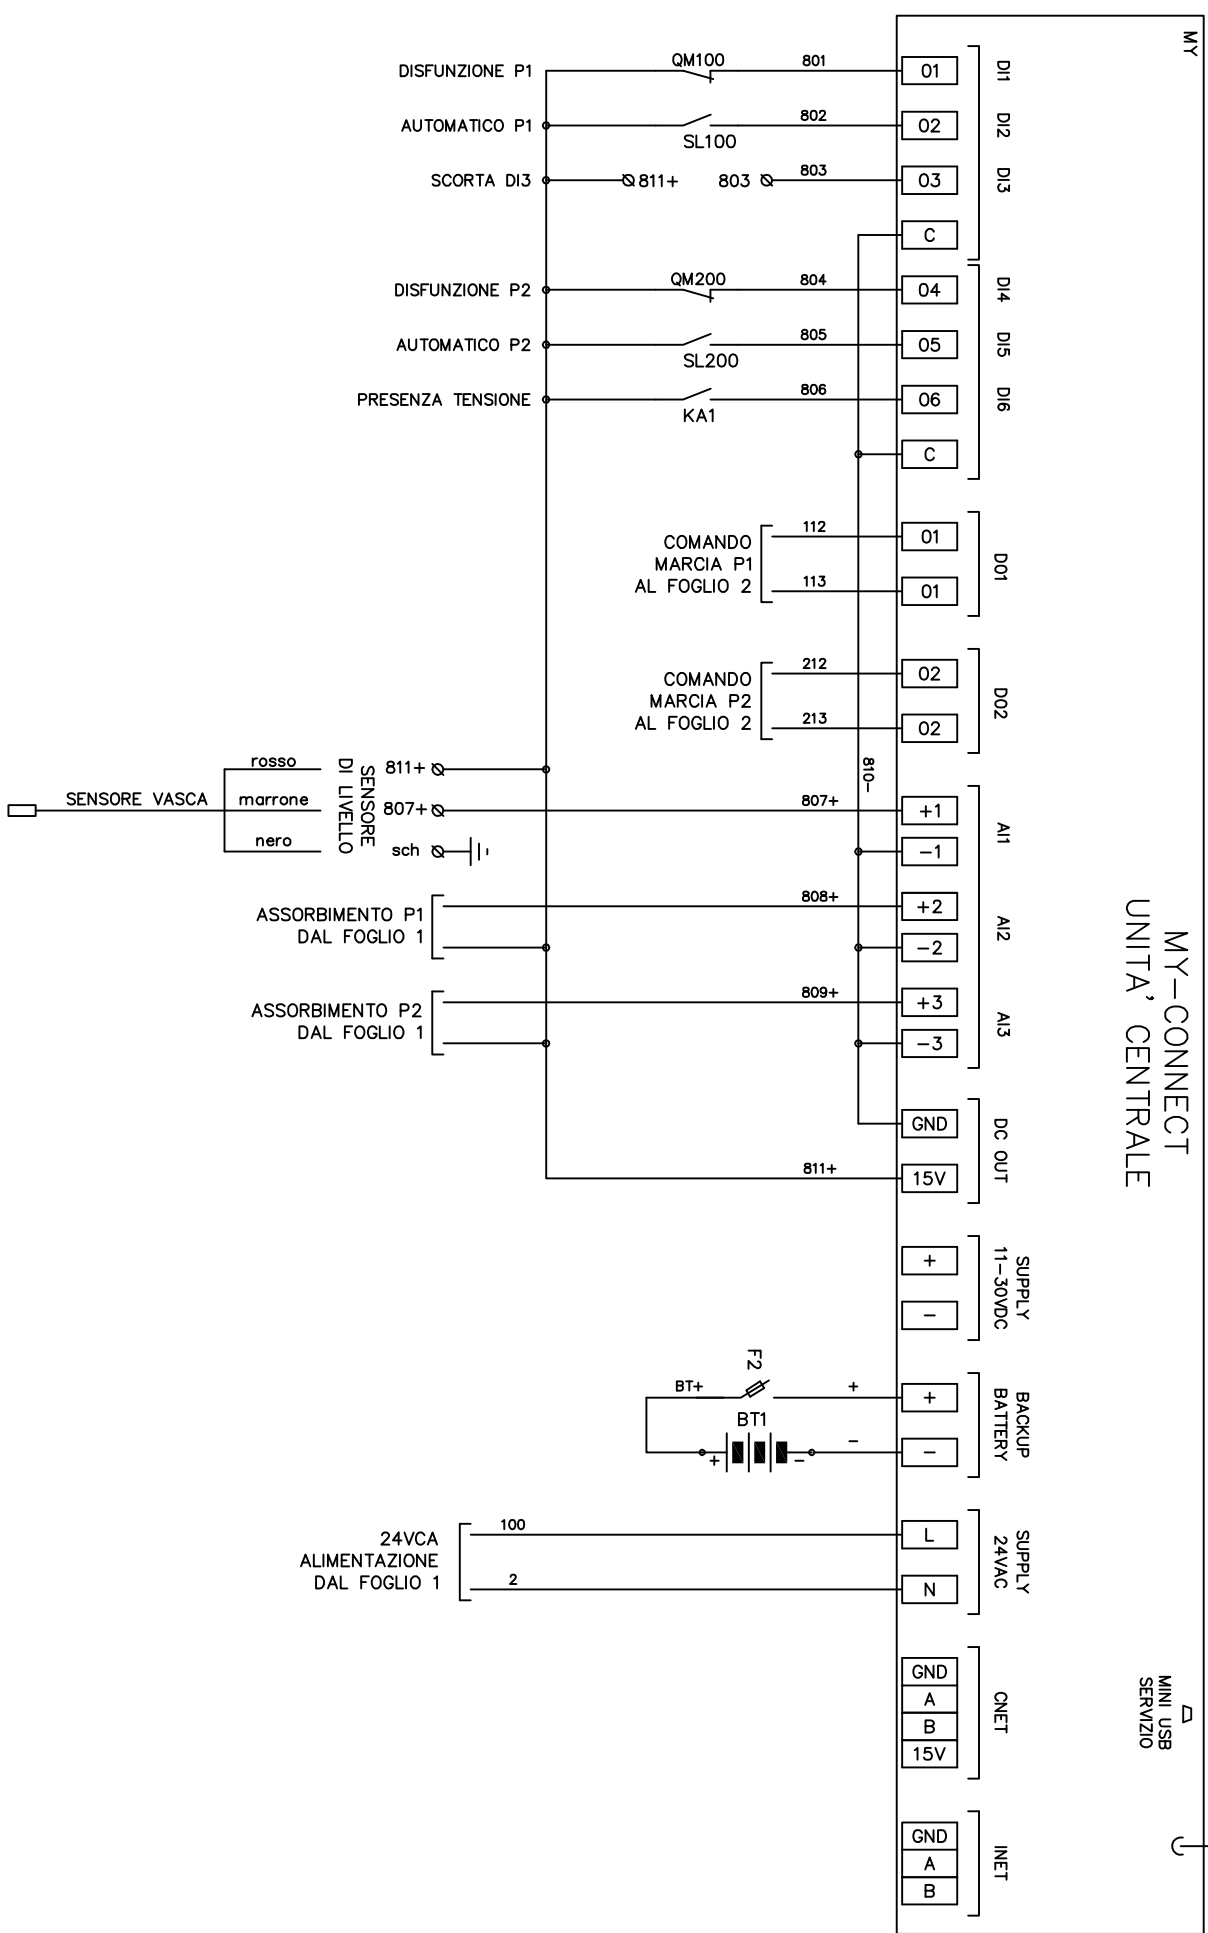 MY
MY-CONNECT
UNITA' CENTRALE
DISFUNZIONE P1
QM100
801
01
DI1
AUTOMATICO P1
SL100
802
02
DI2
SCORTA DI3
811+
803
803
03
DI3
C
DISFUNZIONE P2
QM200
804
04
DI4
AUTOMATICO P2
SL200
805
05
DI5
PRESENZA TENSIONE
KA1
806
06
DI6
C
COMANDO
MARCIA P1
AL FOGLIO 2
112
01
113
01
DO1
COMANDO
MARCIA P2
AL FOGLIO 2
212
02
213
02
DO2
810-
SENSORE VASCA
rosso
marrone
nero
SENSORE
DI LIVELLO
811+
807+
sch
807+
+1
-1
AI1
ASSORBIMENTO P1
DAL FOGLIO 1
808+
+2
-2
AI2
ASSORBIMENTO P2
DAL FOGLIO 1
809+
+3
-3
AI3
GND
811+
15V
DC OUT
+
-
SUPPLY
11-30VDC
F2
BT+
+
+
BT1
+
-
-
-
BACKUP
BATTERY
24VCA
ALIMENTAZIONE
DAL FOGLIO 1
100
L
2
N
SUPPLY
24VAC
GND
A
B
15V
CNET
MINI USB
SERVIZIO
GND
A
B
INET